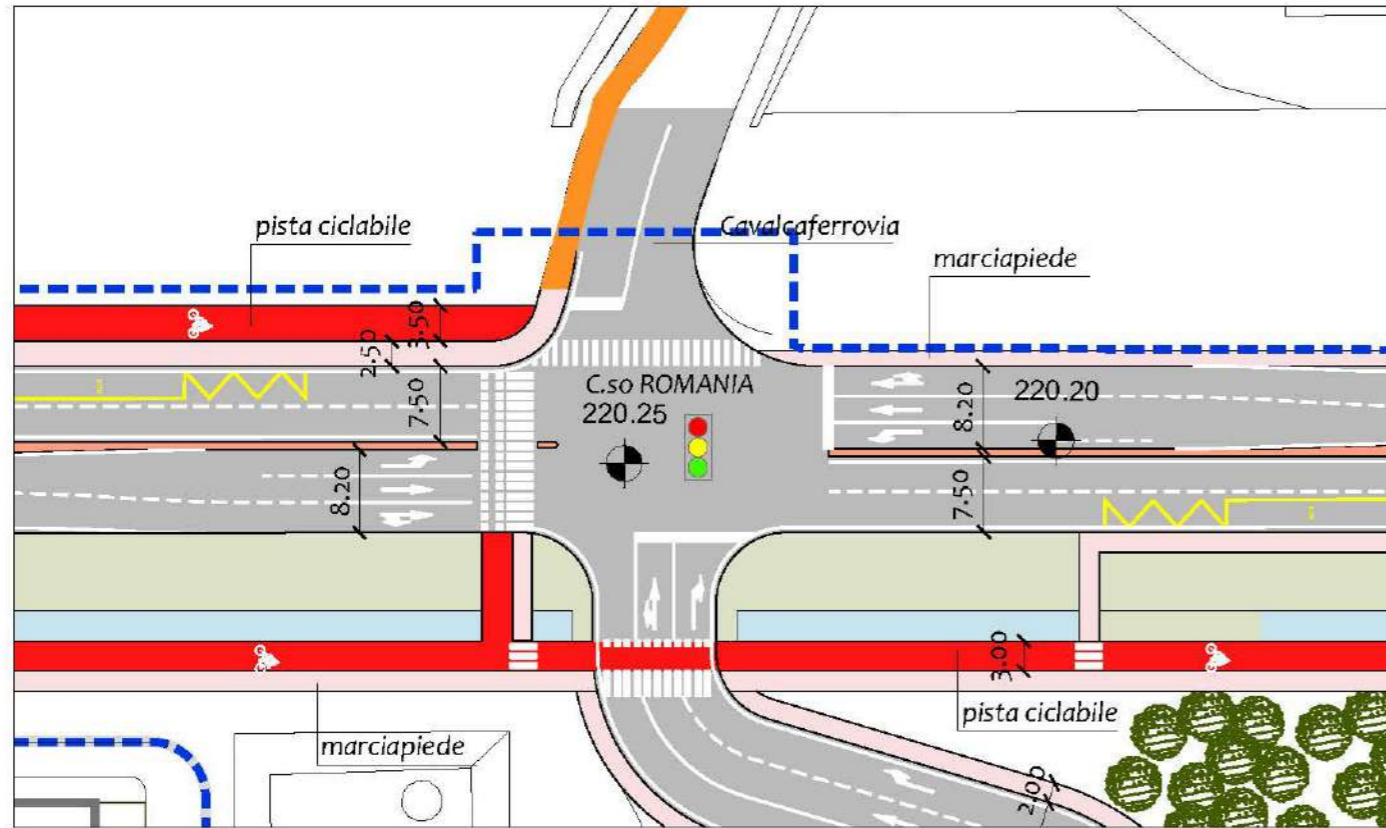 pista ciclabile
Cavalcaferrovia
marciapiede
3.50
2.50
7.50
C.so ROMANIA
220.25
8.20
220.20
8.20
7.50
3.00
pista ciclabile
marciapiede
2.00